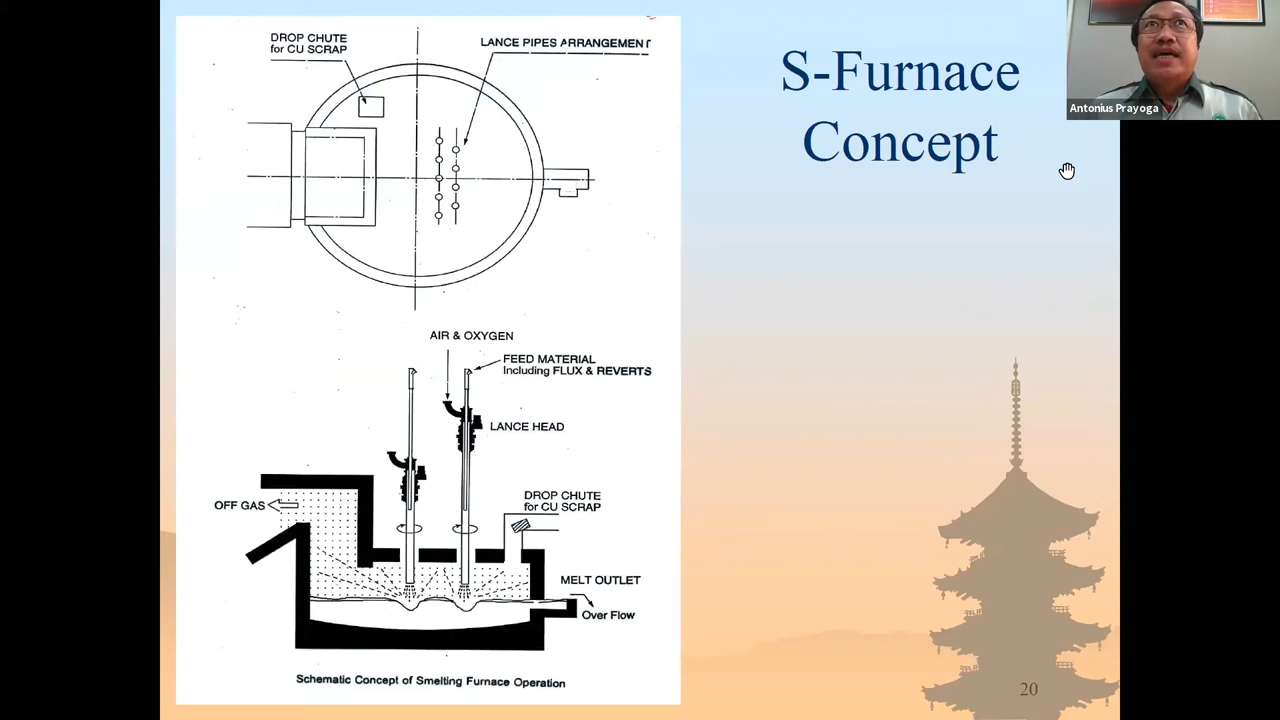 DROP CHUTE
for CU SCRAP
LANCE PIPES ARRANGEMENT
S-Furnace
Concept
Antonius Prayoga
AIR & OXYGEN
FEED MATERIAL
Including FLUX & REVERTS
LANCE HEAD
OFF GAS
DROP CHUTE
for CU SCRAP
MELT OUTLET
Over Flow
Schematic Concept of Smelting Furnace Operation
20